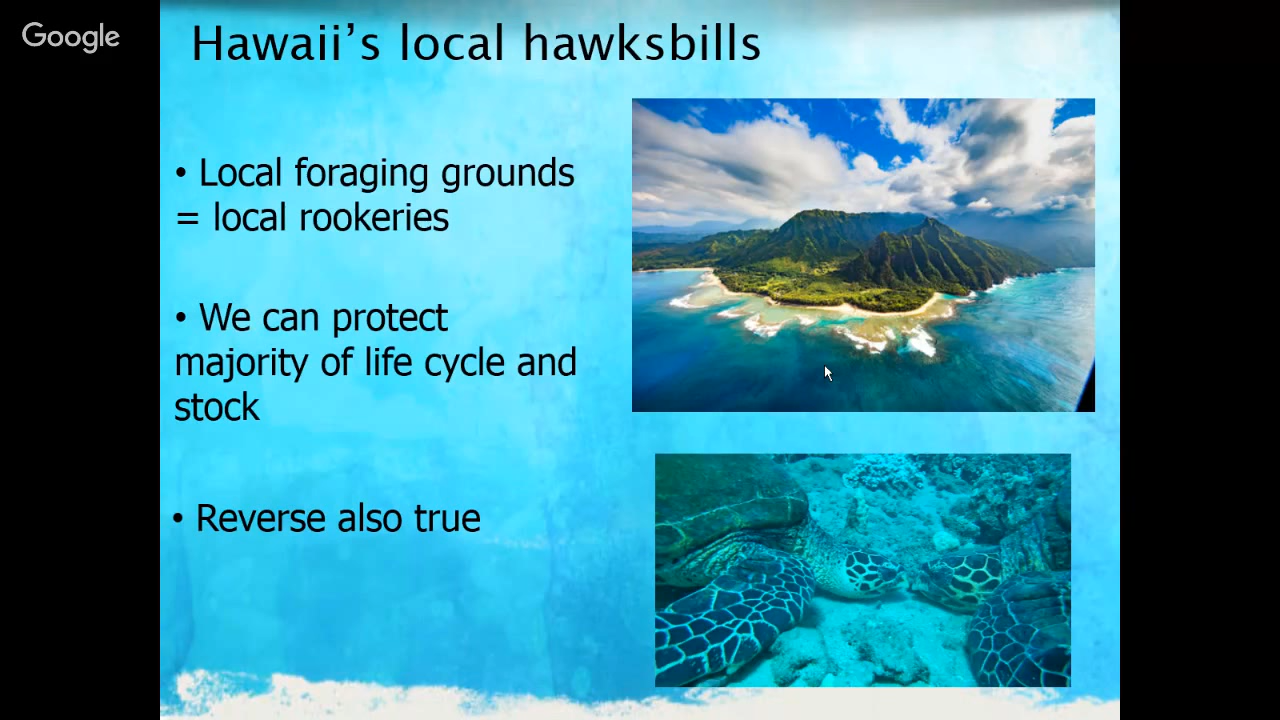 Google
Hawaii's local hawksbills
• Local foraging grounds
= local rookeries
• We can protect
majority of life cycle and
stock
• Reverse also true